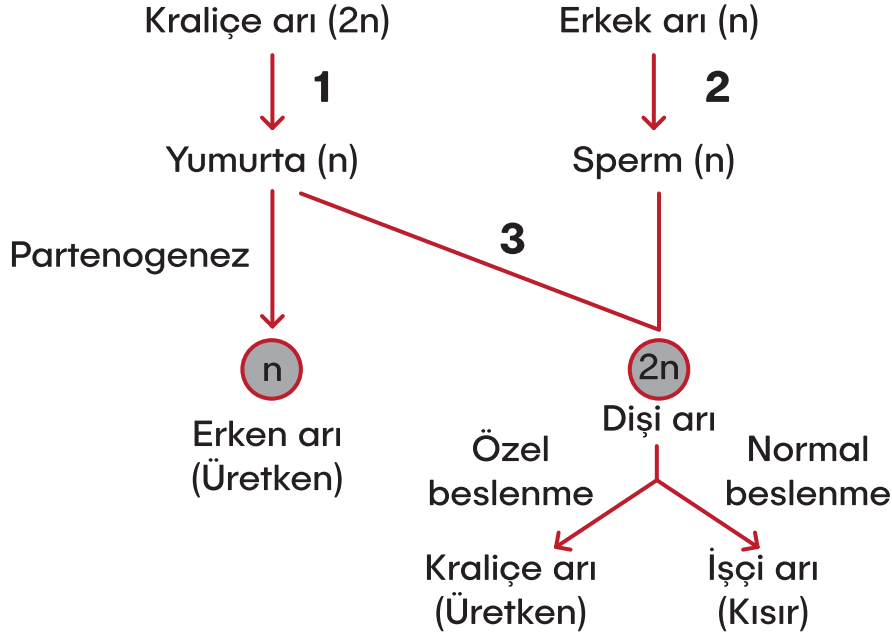 Kraliçe arı (2n)
Erkek arı (n)
1
2
Yumurta (n)
Sperm (n)
3
Partenogenez
n
2n
Erken arı
(Üretken)
Dişi arı
Özel
beslenme
Normal
beslenme
Kraliçe arı
(Üretken)
İşçi arı
(Kısır)